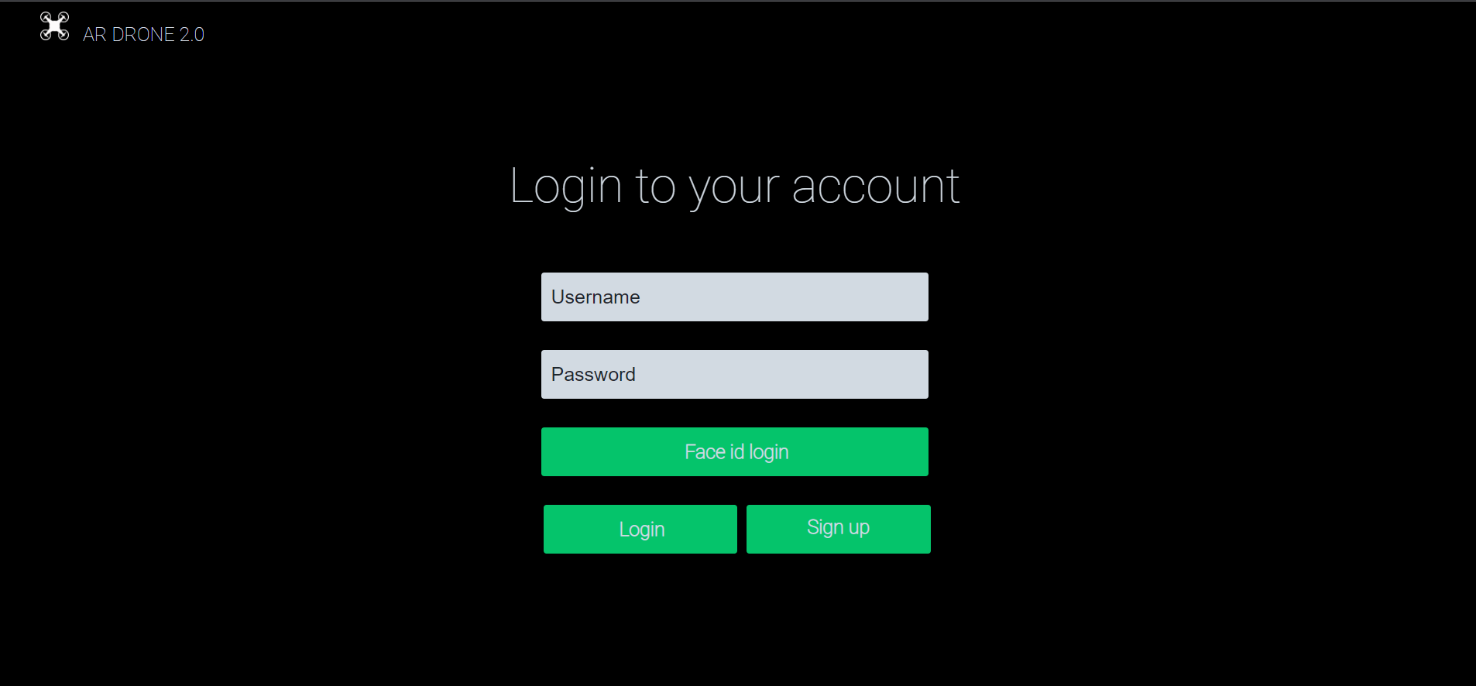 AR DRONE 2.0
Login to your account
Username
Password
Face id login
Login
Sign up